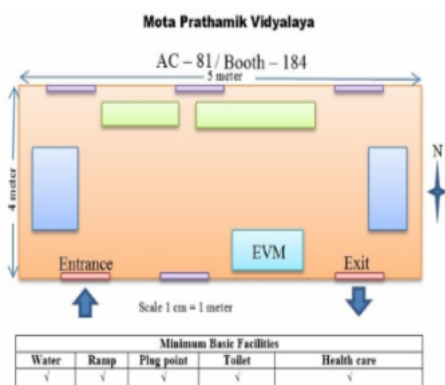 Mota Prathamik Vidyalaya
AC – 81/ Booth – 184
5 meter
4 meter
N
EVM
Entrance
Exit
Scale 1 cm = 1 meter
Minimum Basic Facilities
Water Ramp Plug point Toilet Health care
√ √ √ √ √